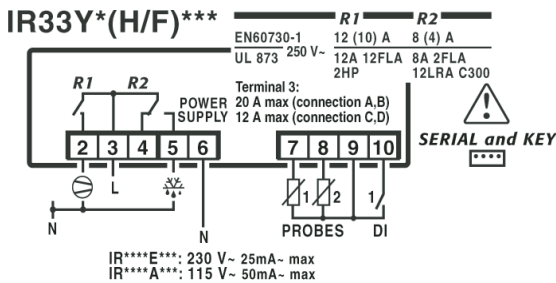 IR33Y*(H/F)***
R1 R2
EN60730-1 250 V~ 12 (10) A 8 (4) A
UL 873 12A 12FLA 2HP 8A 2FLA 12LRA C300
R1 R2
POWER SUPPLY
Terminal 3:
20 A max (connection A,B)
12 A max (connection C,D)
SERIAL and KEY
2 3 4 5 6 7 8 9 10
L
1 2 1
N
N
PROBES DI
IR****E***: 230 V~ 25mA~ max
IR****A***: 115 V~ 50mA~ max